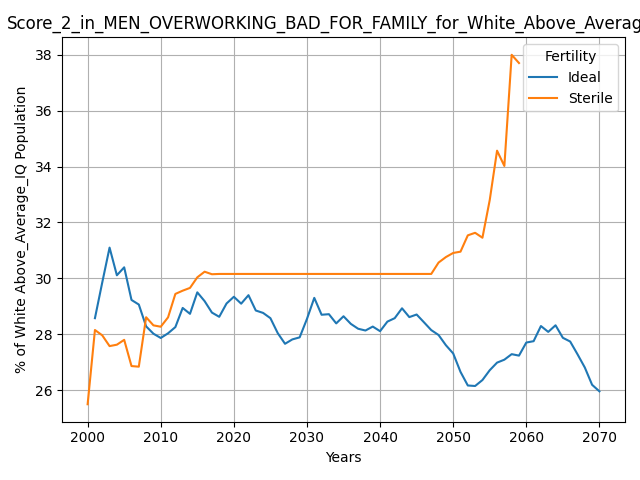 Score_2_in_MEN_OVERWORKING_BAD_FOR_FAMILY_for_White_Above_Averag
Fertility
Ideal
Sterile
38
36
34
32
30
28
26
% of White Above_Average_IQ Population
2000 2010 2020 2030 2040 2050 2060 2070
Years